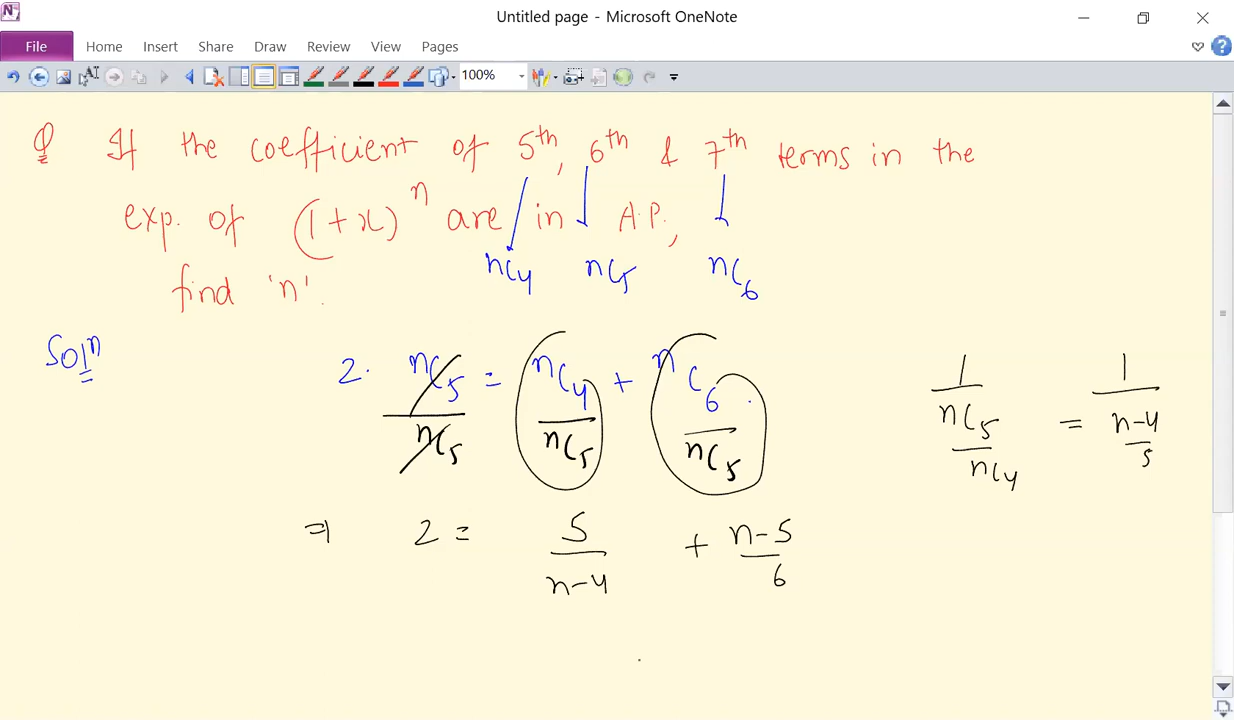 Untitled page - Microsoft OneNote
File Home Insert Share Draw Review View Pages
100%
Q If the coefficient of 5th, 6th & 7th terms in the
exp. of (1+x)^n are in A.P.,
nC4 nC5 nC6
find 'n'.
Soln
2. nC5/nC5 = nC4/nC5 + nC6/nC5
1/(nC5/nC4) = 1/((n-4)/5)
⇒ 2 = 5/(n-4) + (n-5)/6